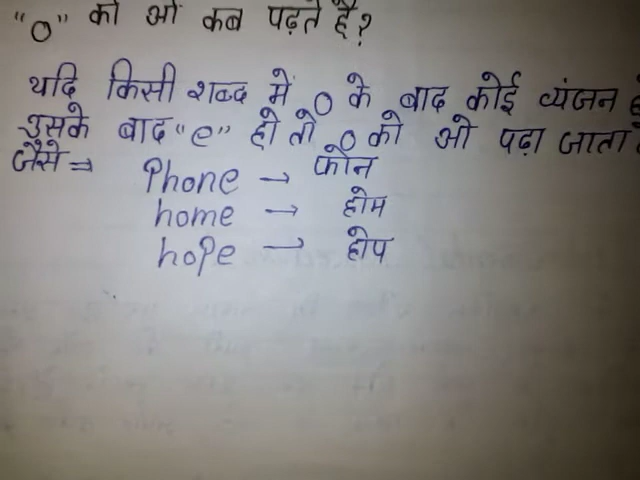 "o" को ओ कब पढ़ते है?
यदि किसी शब्द में o के बाद कोई व्यंजन
उसके बाद "e" हो तो o को ओ पढ़ा जाता
जैसे ⇒ Phone → फोन
home → होम
hope → होप